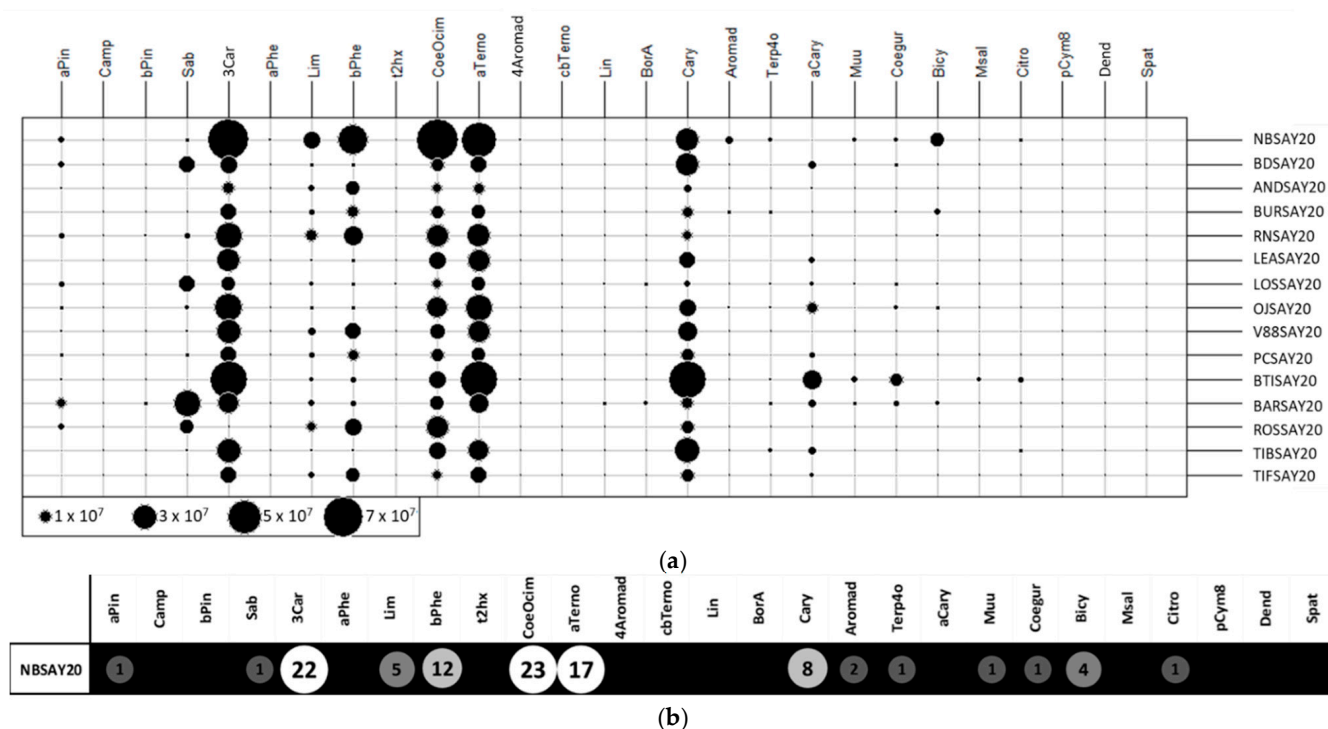 aPin Camp bPin Sab 3Car aPhe Lim bPhe t2hx CoeOcim aTerno 4Aromad cbTerno Lin BorA Cary Aromad Terp4o aCary Muu Coegur Bicy Msal Citro pCym8 Dend Spat
NBSAY20
BDSAY20
ANDSAY20
BURSAY20
RNSAY20
LEASAY20
LOSSAY20
OJSAY20
V88SAY20
PCSAY20
BTISAY20
BARSAY20
ROSSAY20
TIBSAY20
TIFSAY20
1 x 10⁷ 3 x 10⁷ 5 x 10⁷ 7 x 10⁷
(a)
aPin Camp bPin Sab 3Car aPhe Lim bPhe t2hx CoeOcim aTerno 4Aromad cbTerno Lin BorA Cary Aromad Terp4o aCary Muu Coegur Bicy Msal Citro pCym8 Dend Spat
NBSAY20 1 1 22 5 12 23 17 8 2 1 1 1 4 1
(b)